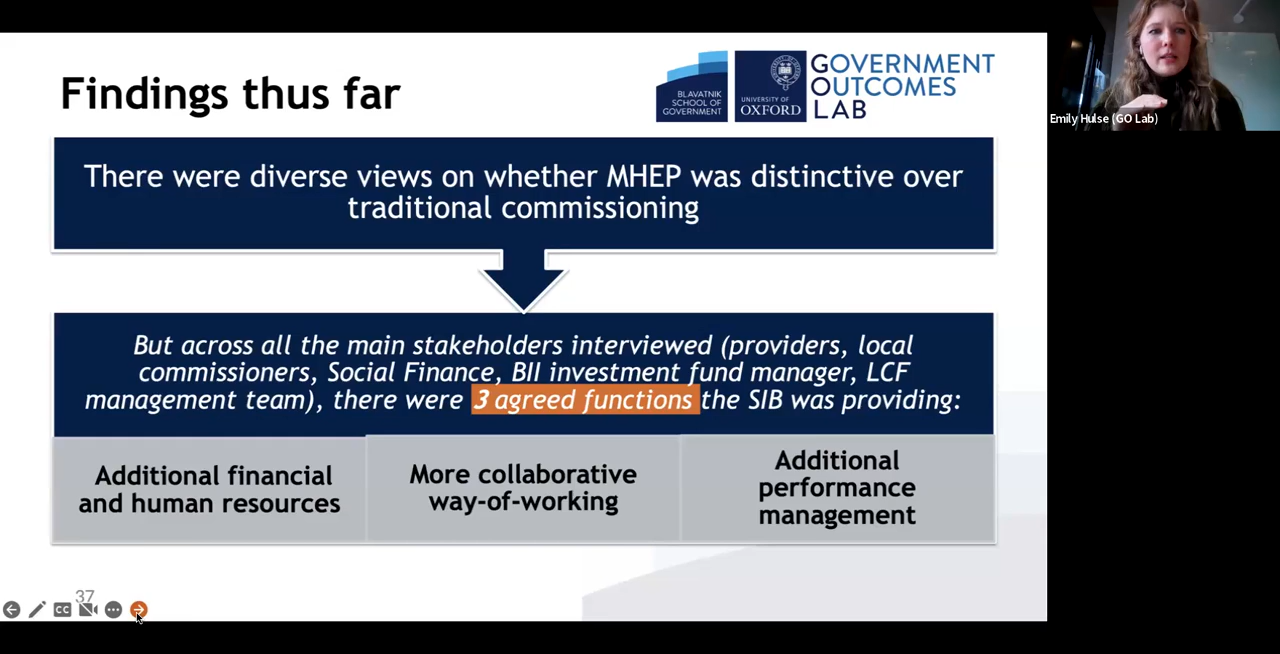 Findings thus far
BLAVATNIK
SCHOOL OF
GOVERNMENT
UNIVERSITY OF
OXFORD
GOVERNMENT
OUTCOMES
LAB
Emily Hulse (GO Lab)
There were diverse views on whether MHEP was distinctive over
traditional commissioning
But across all the main stakeholders interviewed (providers, local
commissioners, Social Finance, BII investment fund manager, LCF
management team), there were 3 agreed functions the SIB was providing:
Additional financial
and human resources
More collaborative
way-of-working
Additional
performance
management
37
CC